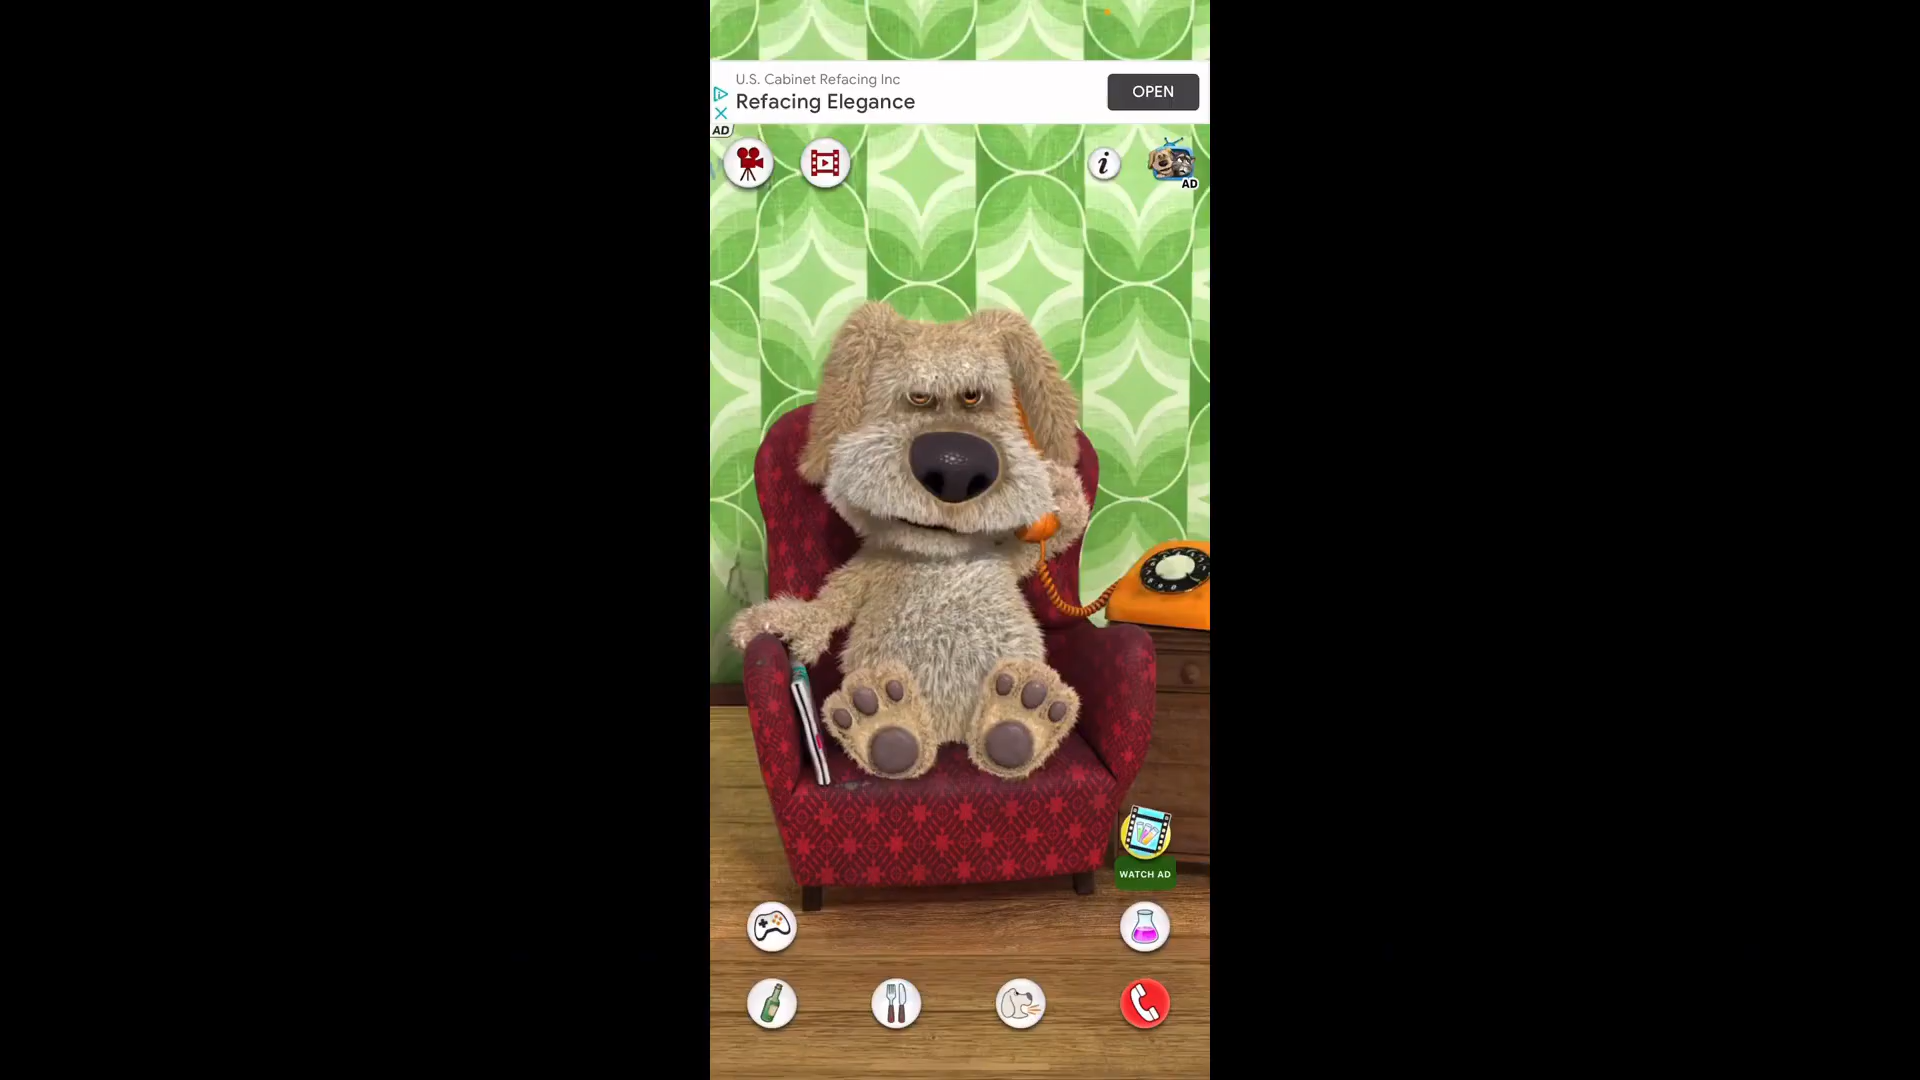 U.S. Cabinet Refacing Inc
Refacing Elegance
OPEN
AD
i
AD
WATCH AD